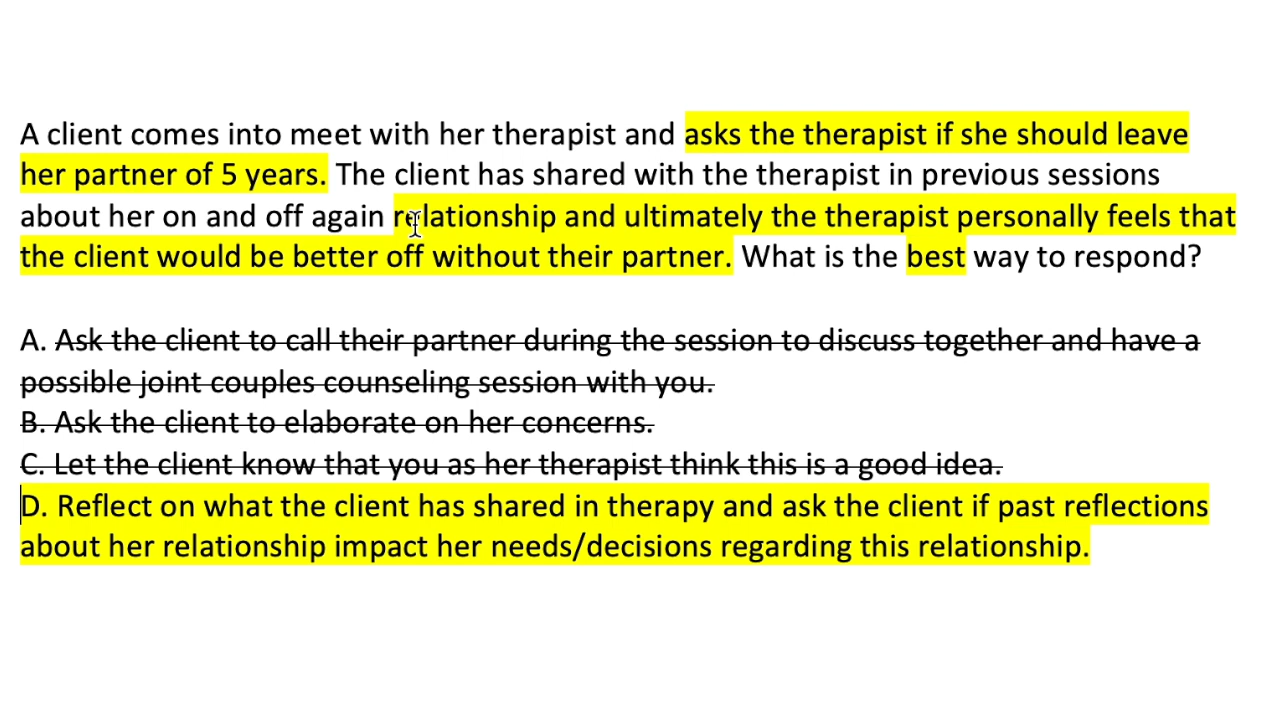 A client comes into meet with her therapist and asks the therapist if she should leave
her partner of 5 years. The client has shared with the therapist in previous sessions
about her on and off again relationship and ultimately the therapist personally feels that
the client would be better off without their partner. What is the best way to respond?
A. Ask the client to call their partner during the session to discuss together and have a
possible joint couples counseling session with you.
B. Ask the client to elaborate on her concerns.
C. Let the client know that you as her therapist think this is a good idea.
D. Reflect on what the client has shared in therapy and ask the client if past reflections
about her relationship impact her needs/decisions regarding this relationship.